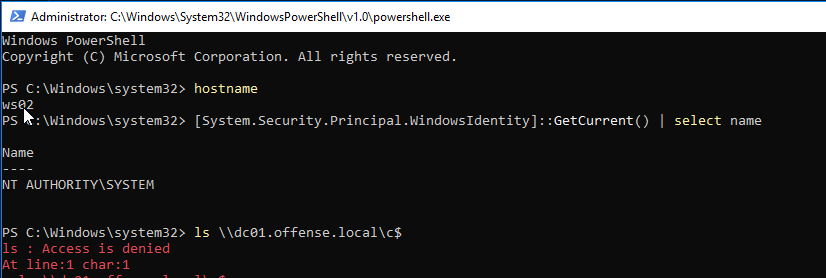 Administrator: C:\Windows\System32\WindowsPowerShell\v1.0\powershell.exe
Windows PowerShell
Copyright (C) Microsoft Corporation. All rights reserved.
PS C:\Windows\system32> hostname
ws02
PS C:\Windows\system32> [System.Security.Principal.WindowsIdentity]::GetCurrent() | select name
Name
----
NT AUTHORITY\SYSTEM
PS C:\Windows\system32> ls \\dc01.offense.local\c$
ls : Access is denied
At line:1 char:1